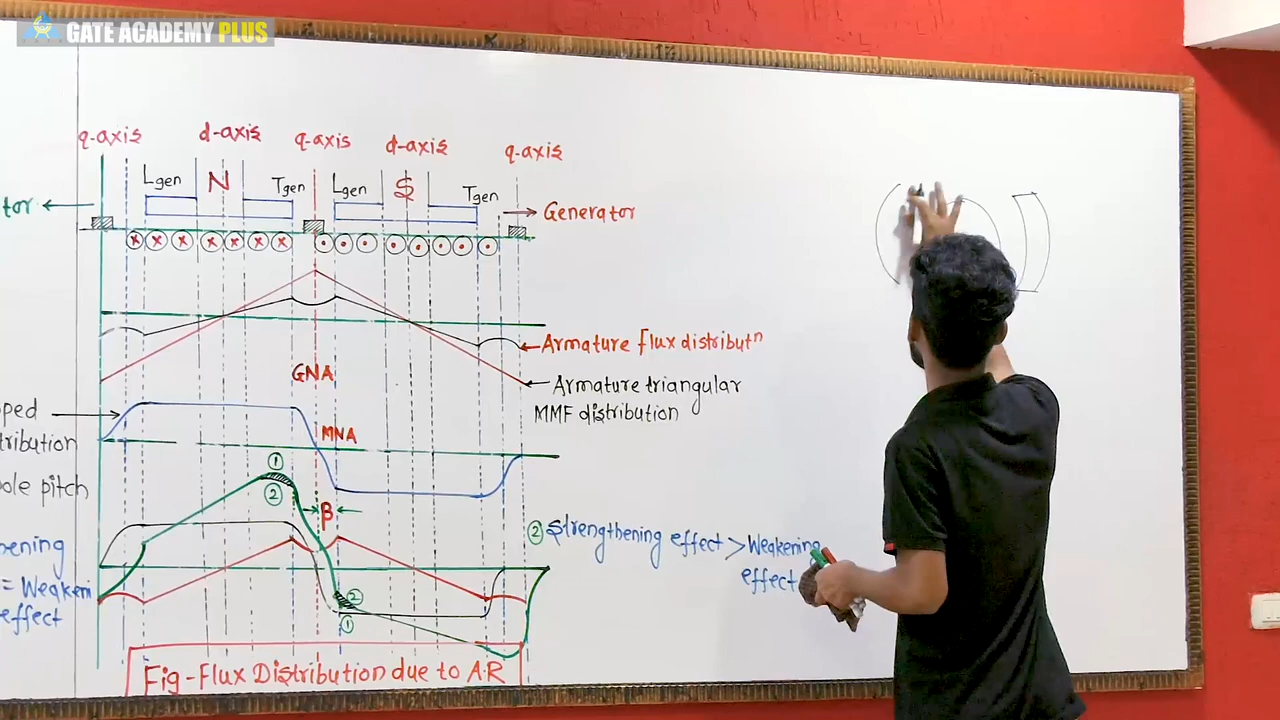 GATE ACADEMY PLUS
q-axis d-axis q-axis d-axis q-axis
Lgen N Tgen Lgen S Tgen
tor
Generator
Armature flux distributn
GNA
Armature triangular
MMF distribution
ped
tribution
MNA
ole pitch
①
②
β
② Strengthening effect > Weakening
effect
ening
= Weakeni
effect
②
①
Fig-Flux Distribution due to A.R